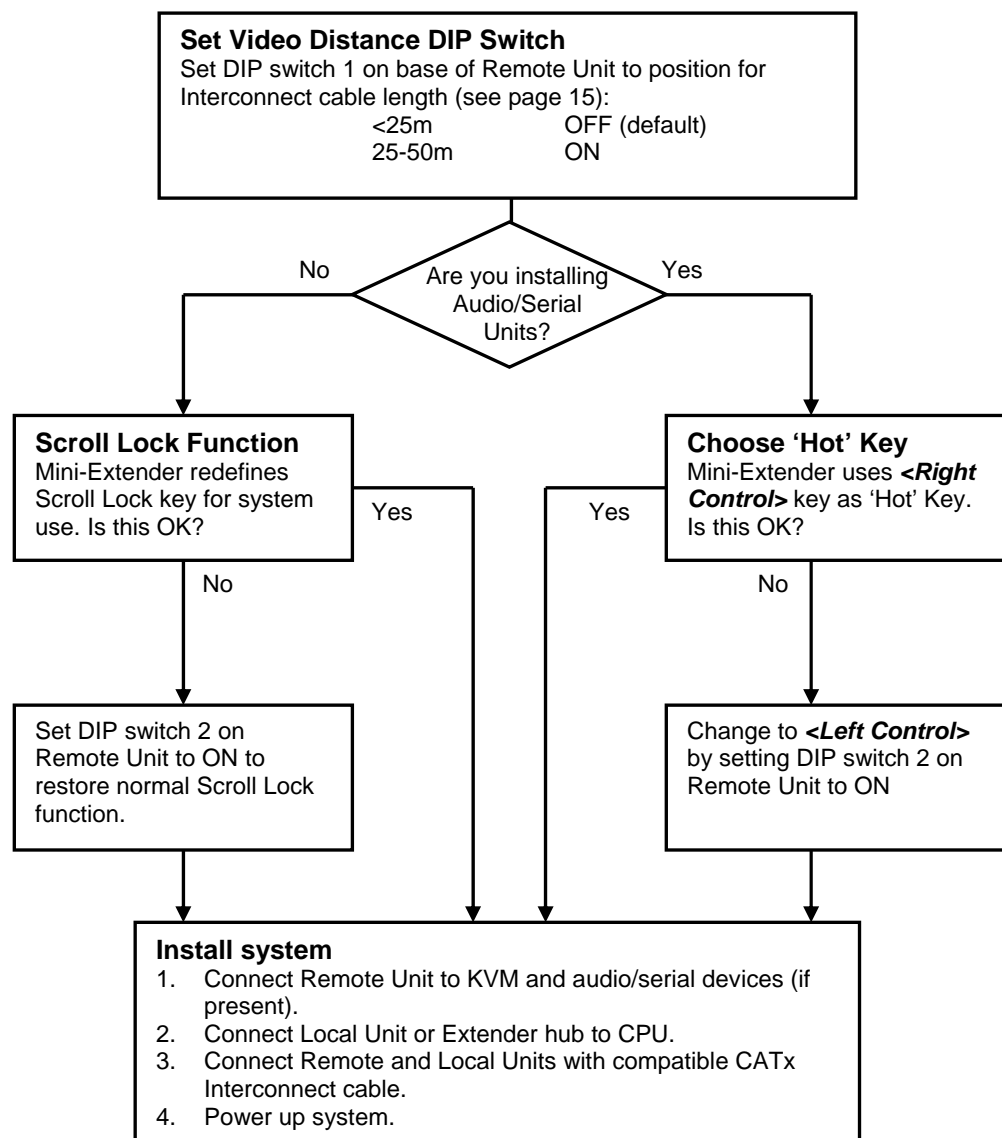 Set Video Distance DIP Switch
Set DIP switch 1 on base of Remote Unit to position for
Interconnect cable length (see page 15):
<25m OFF (default)
25-50m ON
No
Are you installing
Audio/Serial
Units?
Yes
Scroll Lock Function
Mini-Extender redefines
Scroll Lock key for system
use. Is this OK?
Yes
No
Choose ‘Hot’ Key
Mini-Extender uses <Right
Control> key as ‘Hot’ Key.
Is this OK?
Yes
No
Set DIP switch 2 on
Remote Unit to ON to
restore normal Scroll Lock
function.
Change to <Left Control>
by setting DIP switch 2 on
Remote Unit to ON
Install system
1. Connect Remote Unit to KVM and audio/serial devices (if
present).
2. Connect Local Unit or Extender hub to CPU.
3. Connect Remote and Local Units with compatible CATx
Interconnect cable.
4. Power up system.